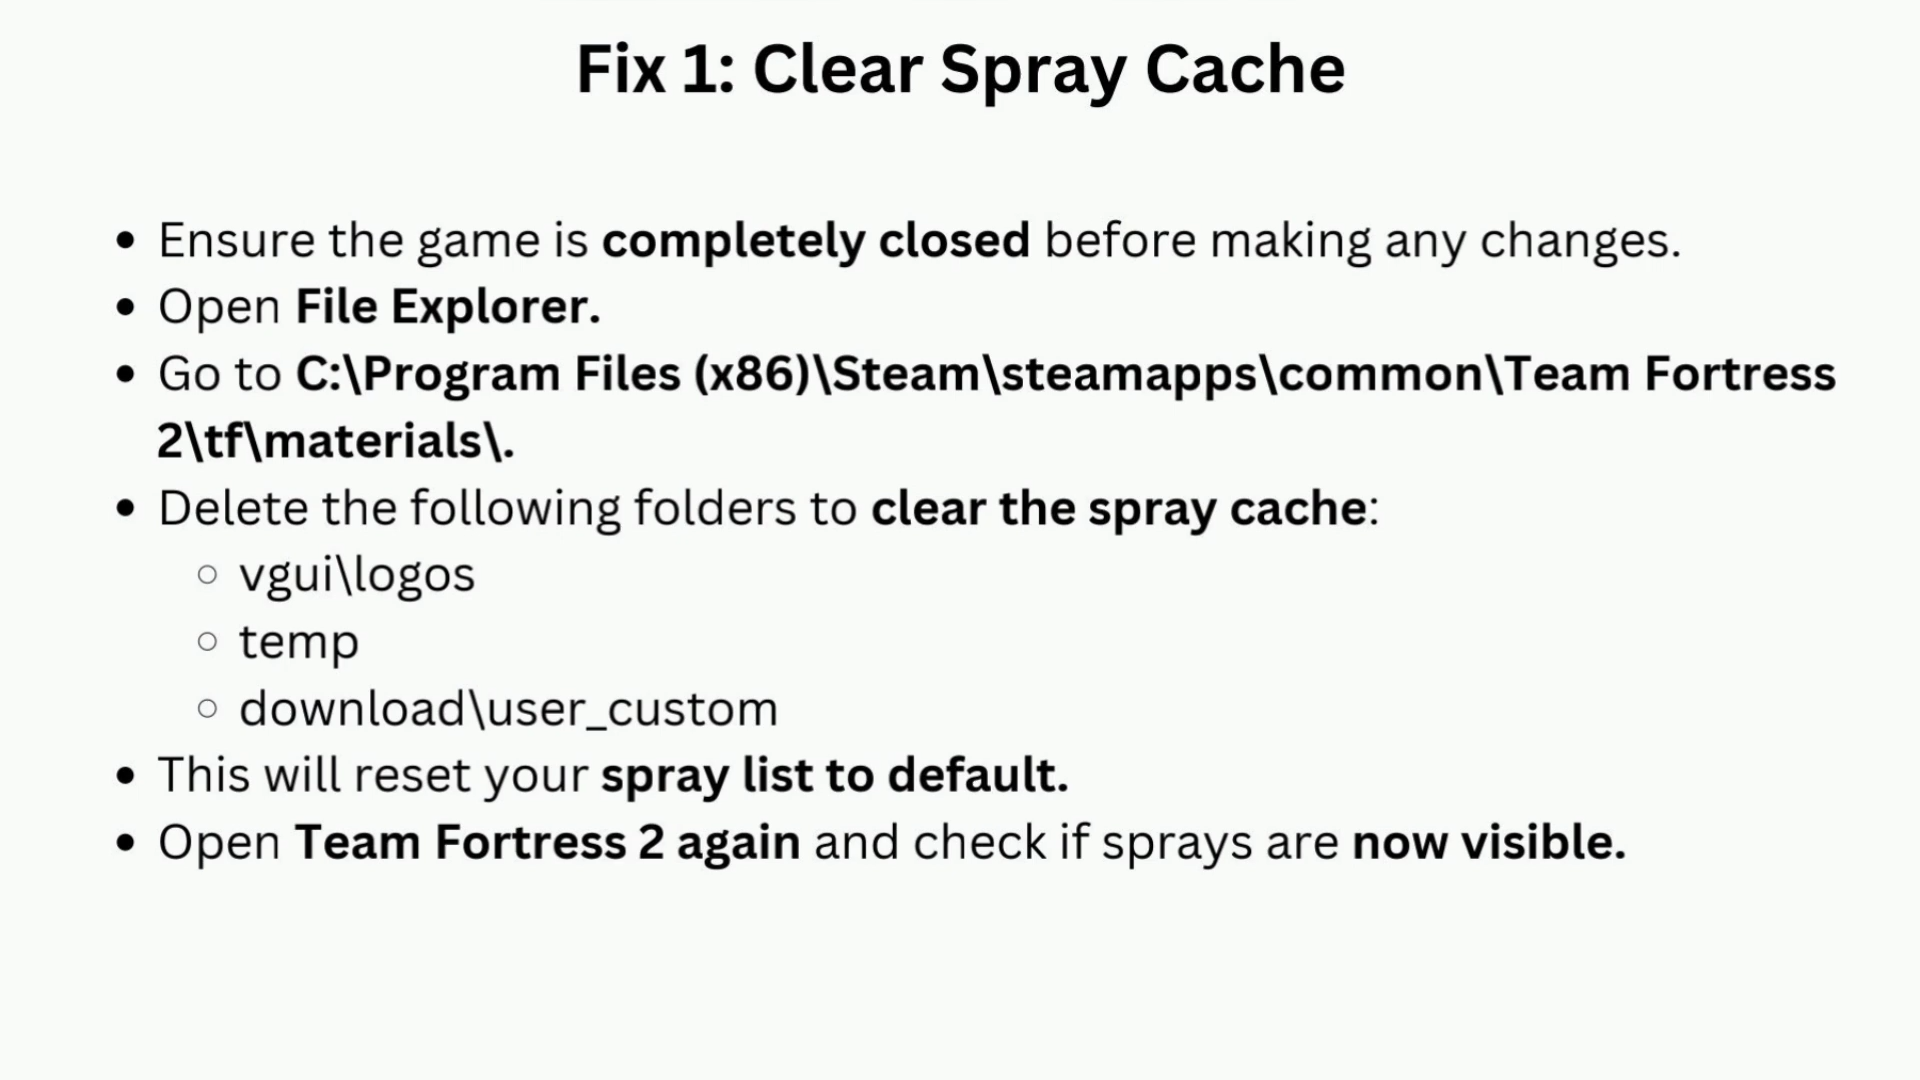 Fix 1: Clear Spray Cache
• Ensure the game is completely closed before making any changes.
• Open File Explorer.
• Go to C:\Program Files (x86)\Steam\steamapps\common\Team Fortress
2\tf\materials\.
• Delete the following folders to clear the spray cache:
○ vgui\logos
○ temp
○ download\user_custom
• This will reset your spray list to default.
• Open Team Fortress 2 again and check if sprays are now visible.